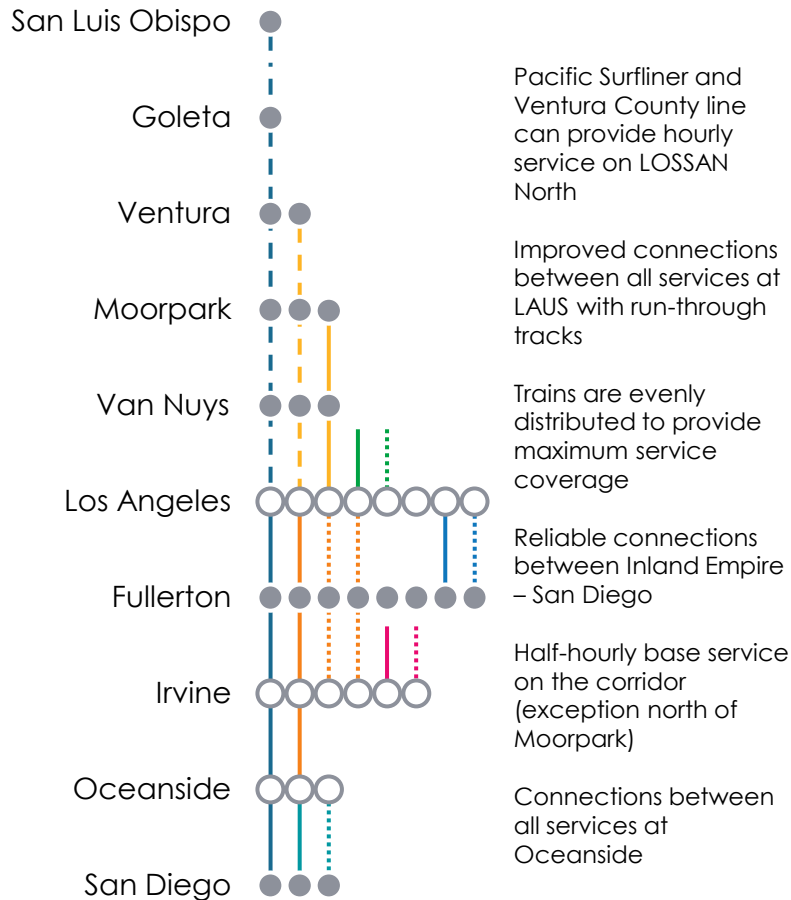 San Luis Obispo
Goleta
Ventura
Moorpark
Van Nuys
Los Angeles
Fullerton
Irvine
Oceanside
San Diego
Pacific Surfliner and
Ventura County line
can provide hourly
service on LOSSAN
North
Improved connections
between all services at
LAUS with run-through
tracks
Trains are evenly
distributed to provide
maximum service
coverage
Reliable connections
between Inland Empire
– San Diego
Half-hourly base service
on the corridor
(exception north of
Moorpark)
Connections between
all services at
Oceanside